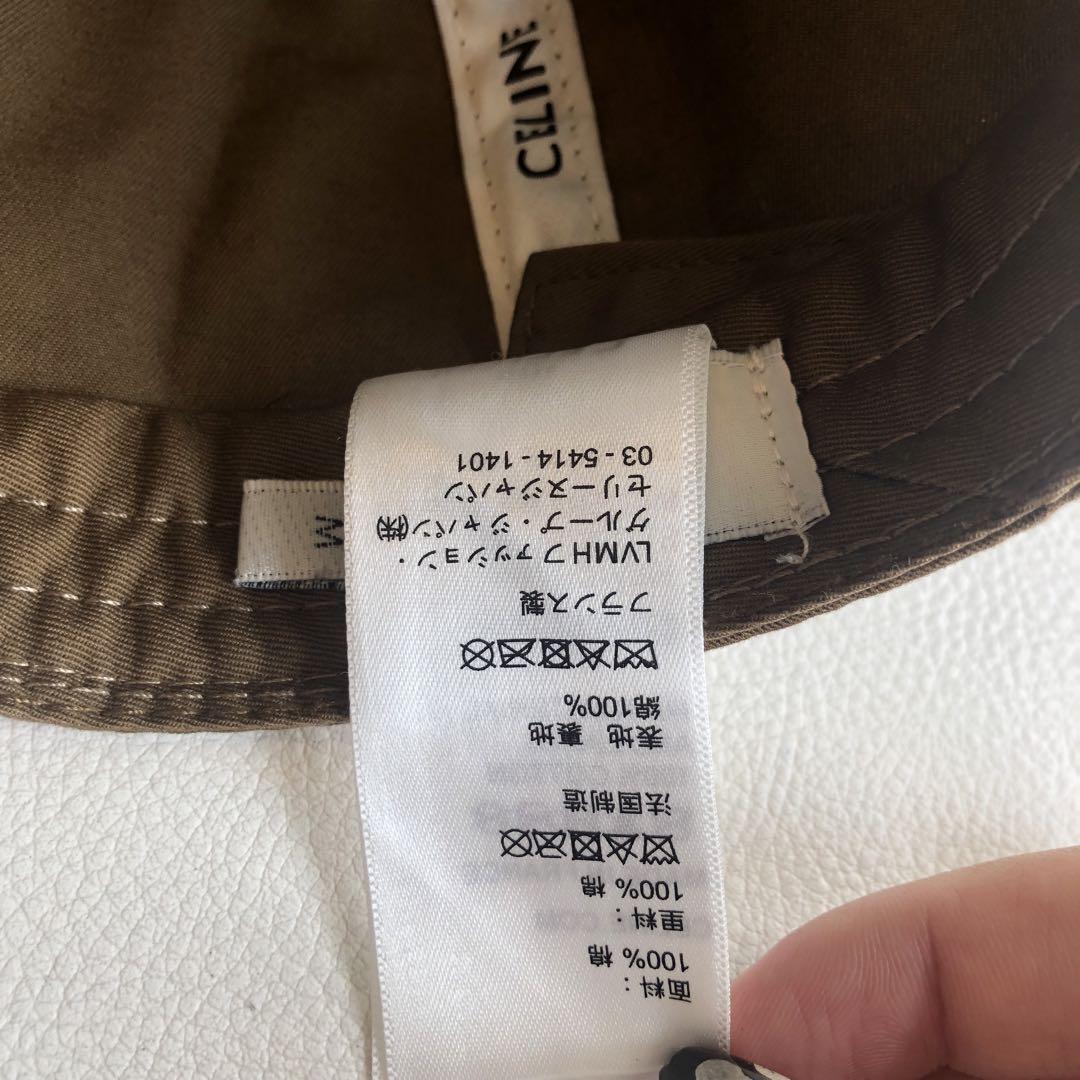 CELINE
M
面料：
100% 棉
里料：
100% 棉
法国制造
表地 裏地
綿100%
フランス製
LVMHファッション・
グループ・ジャパン㈱
セリーヌジャパン
03 - 5414 - 1401